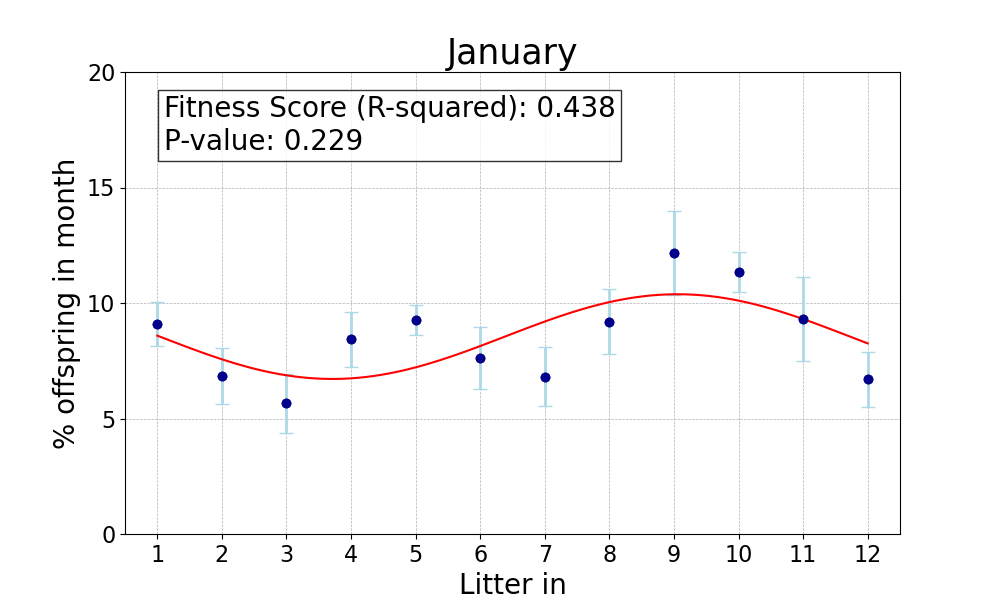 January
Fitness Score (R-squared): 0.438
P-value: 0.229
% offspring in month
20
15
10
5
0
1 2 3 4 5 6 7 8 9 10 11 12
Litter in